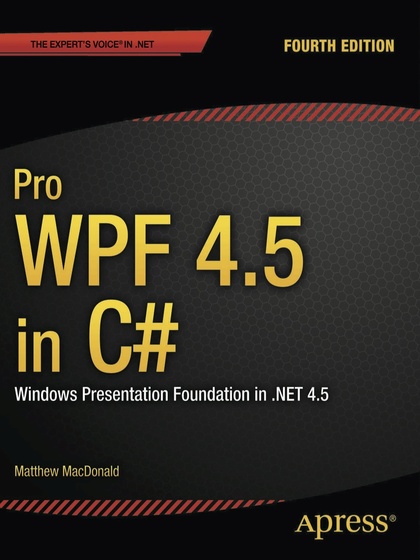 THE EXPERT'S VOICE® IN .NET
FOURTH EDITION
Pro
WPF 4.5
in C#
Windows Presentation Foundation in .NET 4.5
Matthew MacDonald
Apress®